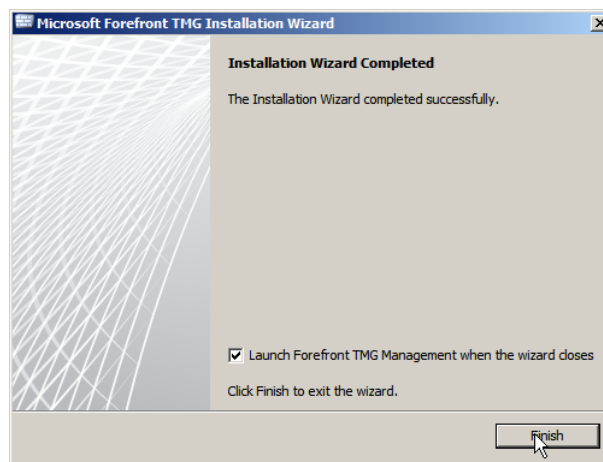 Microsoft Forefront TMG Installation Wizard
Installation Wizard Completed
The Installation Wizard completed successfully.
Launch Forefront TMG Management when the wizard closes
Click Finish to exit the wizard.
Finish